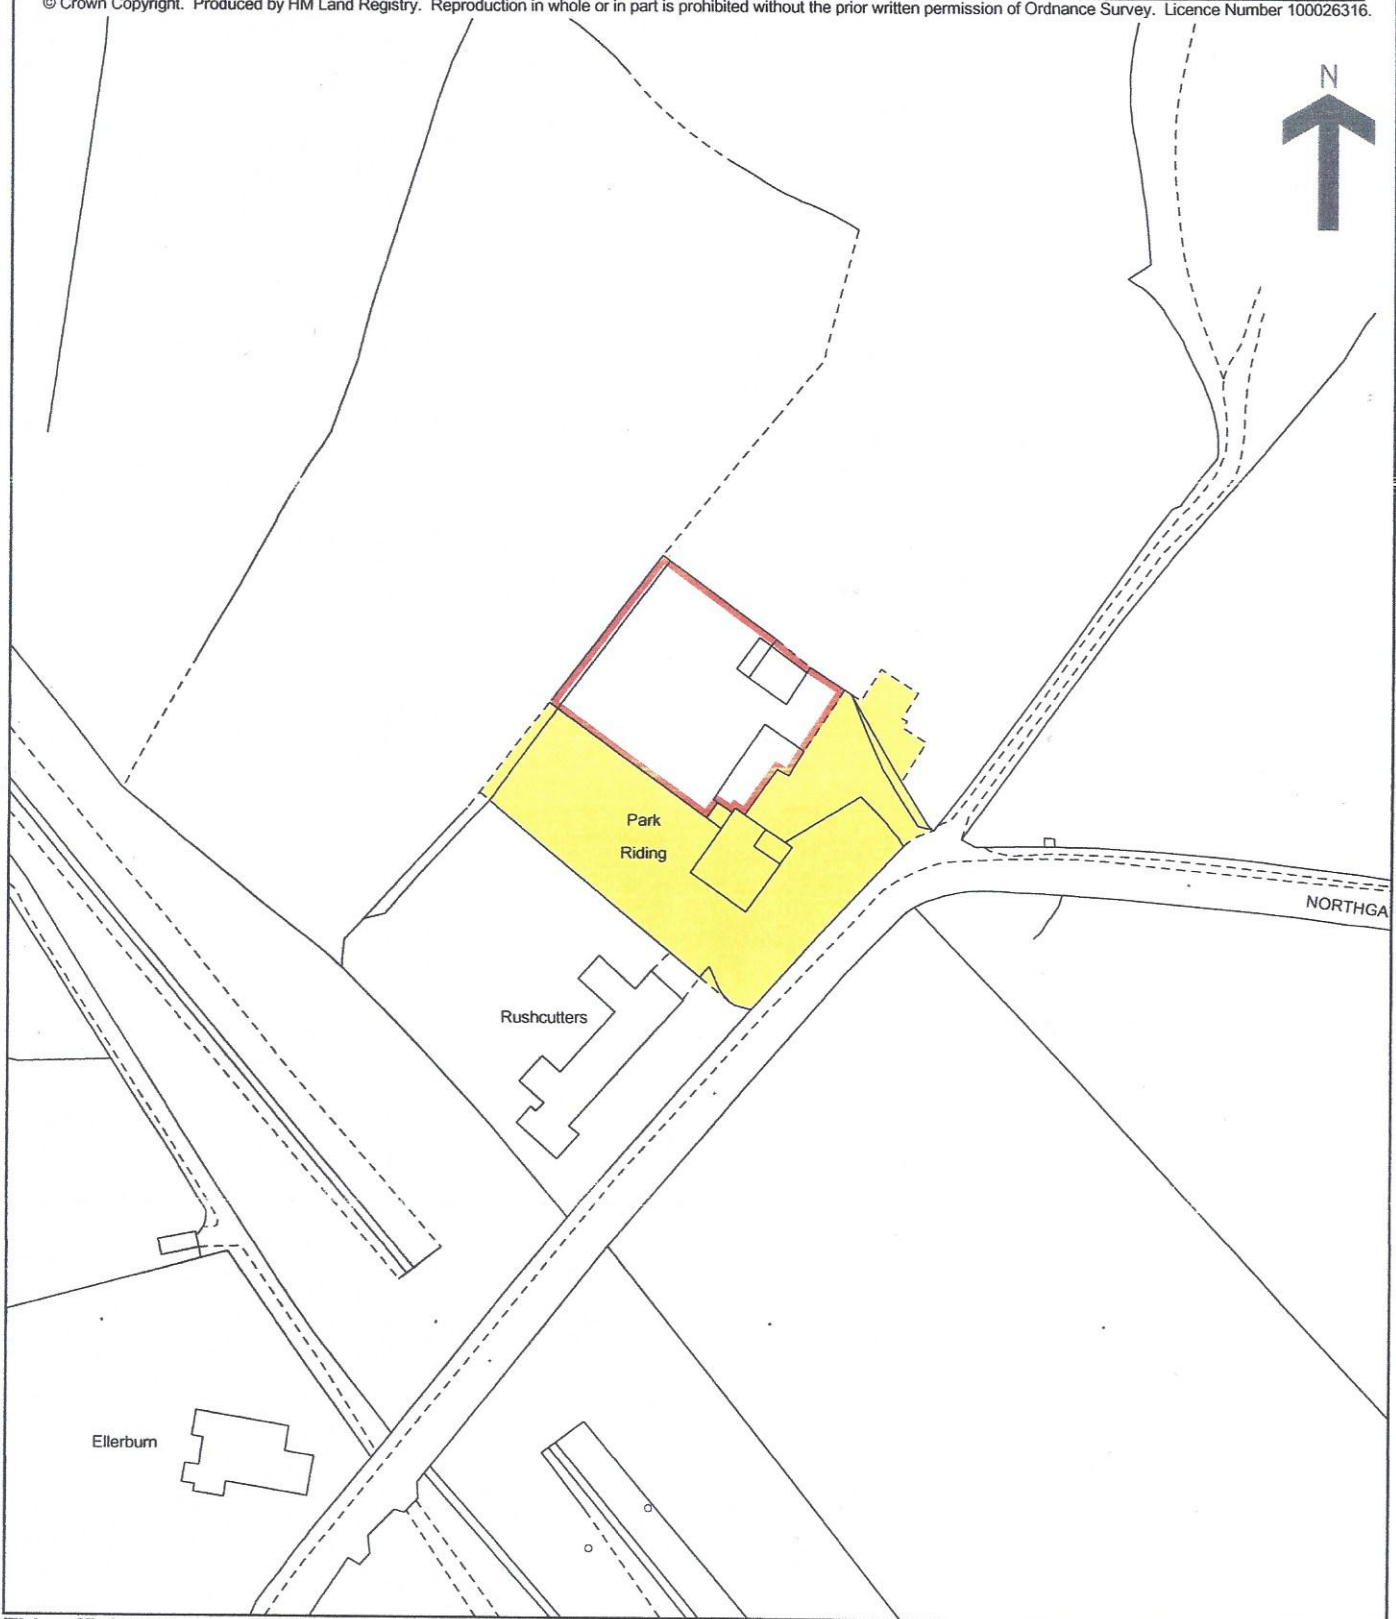 © Crown Copyright. Produced by HM Land Registry. Reproduction in whole or in part is prohibited without the prior written permission of Ordnance Survey. Licence Number 100026316.
N
Park
Riding
NORTHGA
Rushcutters
Ellerburn